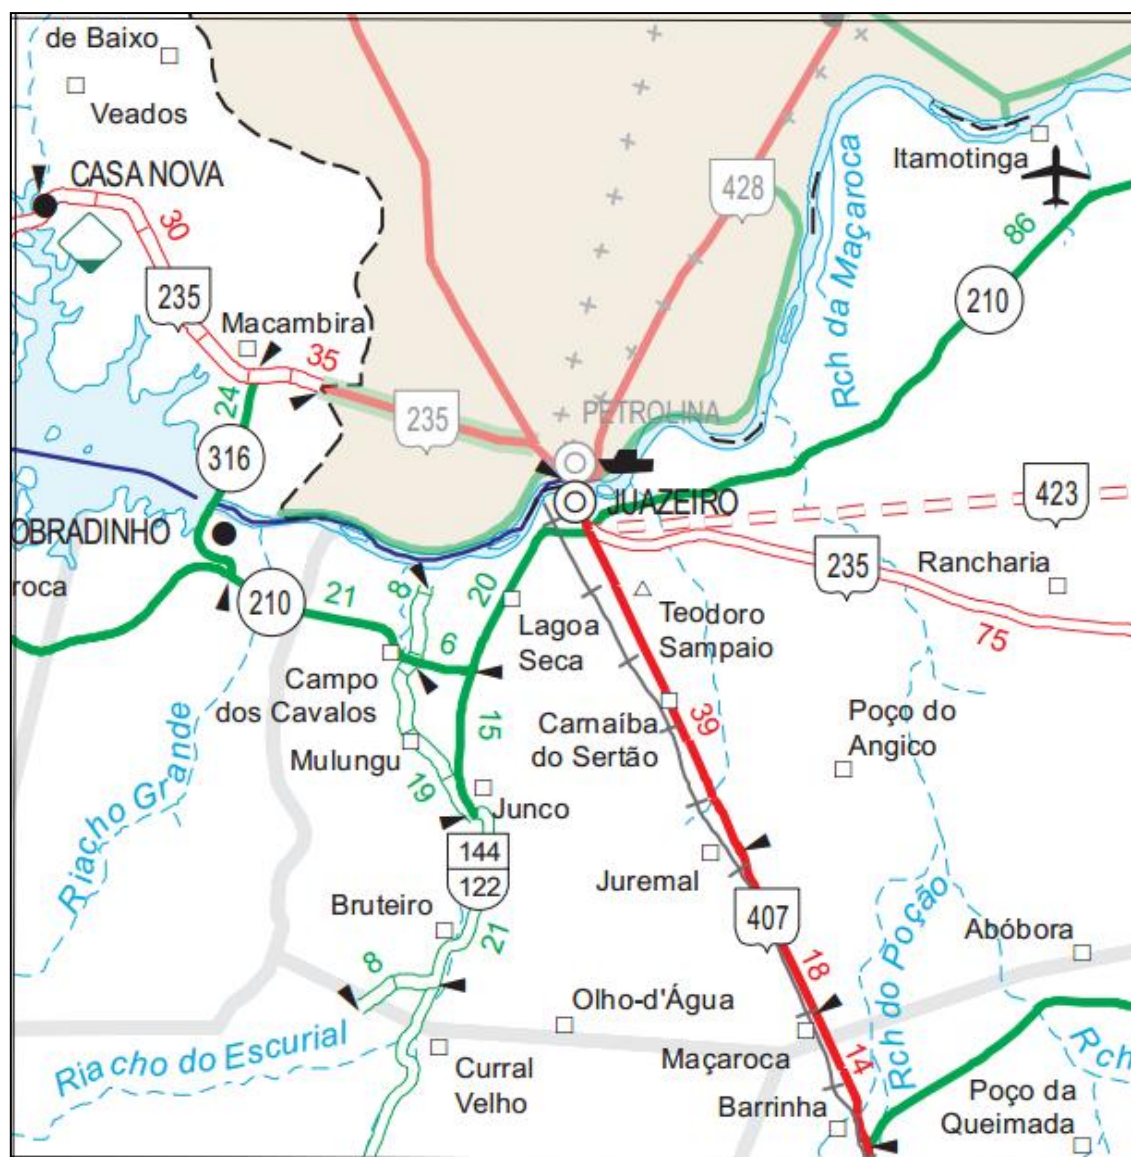 de Baixo
Veados
CASA NOVA
30
235
Macambira
35
24
316
235
428
PETROLINA
JUAZEIRO
Rch da Maçaroca
Itamotinga
86
210
423
235
Rancharia
75
OBRADINHO
roca
210
21
8
6
20
Lagoa
Seca
Teodoro
Sampaio
Campo
dos Cavalos
15
Carnaíba
do Sertão
39
Poço do
Angico
Mulungu
19
Junco
Riacho Grande
144
122
Juremal
407
Bruteiro
21
8
18
Rch do Poção
Abóbora
Olho-d'Água
Maçaroca
14
Riacho do Escurial
Curral
Velho
Barrinha
Rch
Poço da
Queimada